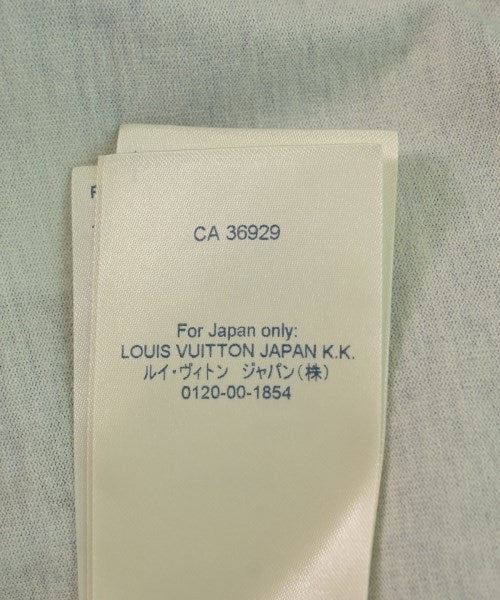 CA 36929
For Japan only:
LOUIS VUITTON JAPAN K.K.
ルイ・ヴィトン ジャパン(株)
0120-00-1854